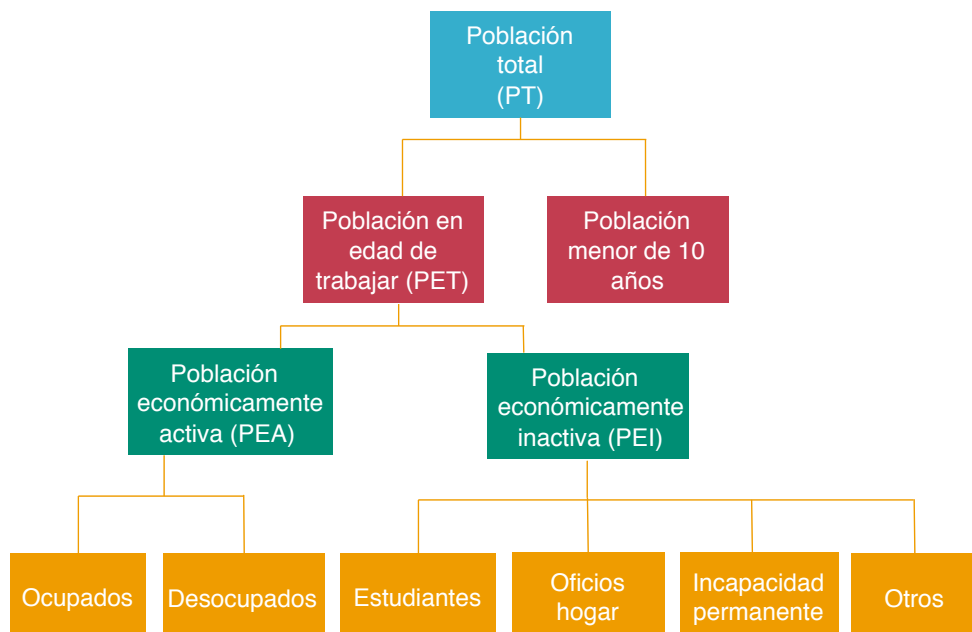 Población
total
(PT)
Población en
edad de
trabajar (PET)
Población
menor de 10
años
Población
económicamente
activa (PEA)
Población
económicamente
inactiva (PEI)
Ocupados
Desocupados
Estudiantes
Oficios
hogar
Incapacidad
permanente
Otros